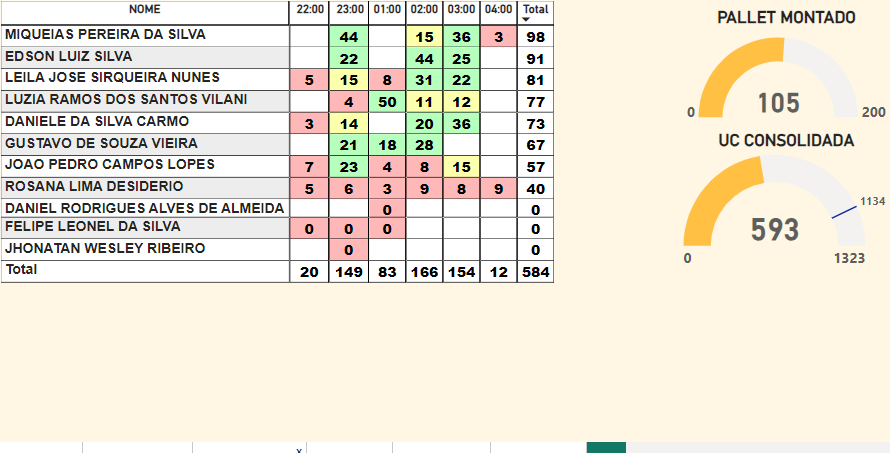 NOME 22:00 23:00 01:00 02:00 03:00 04:00 Total
MIQUEIAS PEREIRA DA SILVA 44 15 36 3 98
EDSON LUIZ SILVA 22 44 25 91
LEILA JOSE SIRQUEIRA NUNES 5 15 8 31 22 81
LUZIA RAMOS DOS SANTOS VILANI 4 50 11 12 77
DANIELE DA SILVA CARMO 3 14 20 36 73
GUSTAVO DE SOUZA VIEIRA 21 18 28 67
JOAO PEDRO CAMPOS LOPES 7 23 4 8 15 57
ROSANA LIMA DESIDERIO 5 6 3 9 8 9 40
DANIEL RODRIGUES ALVES DE ALMEIDA 0 0
FELIPE LEONEL DA SILVA 0 0 0 0
JHONATAN WESLEY RIBEIRO 0 0
Total 20 149 83 166 154 12 584
PALLET MONTADO
105
0 200
UC CONSOLIDADA
1134
593
0 1323
x